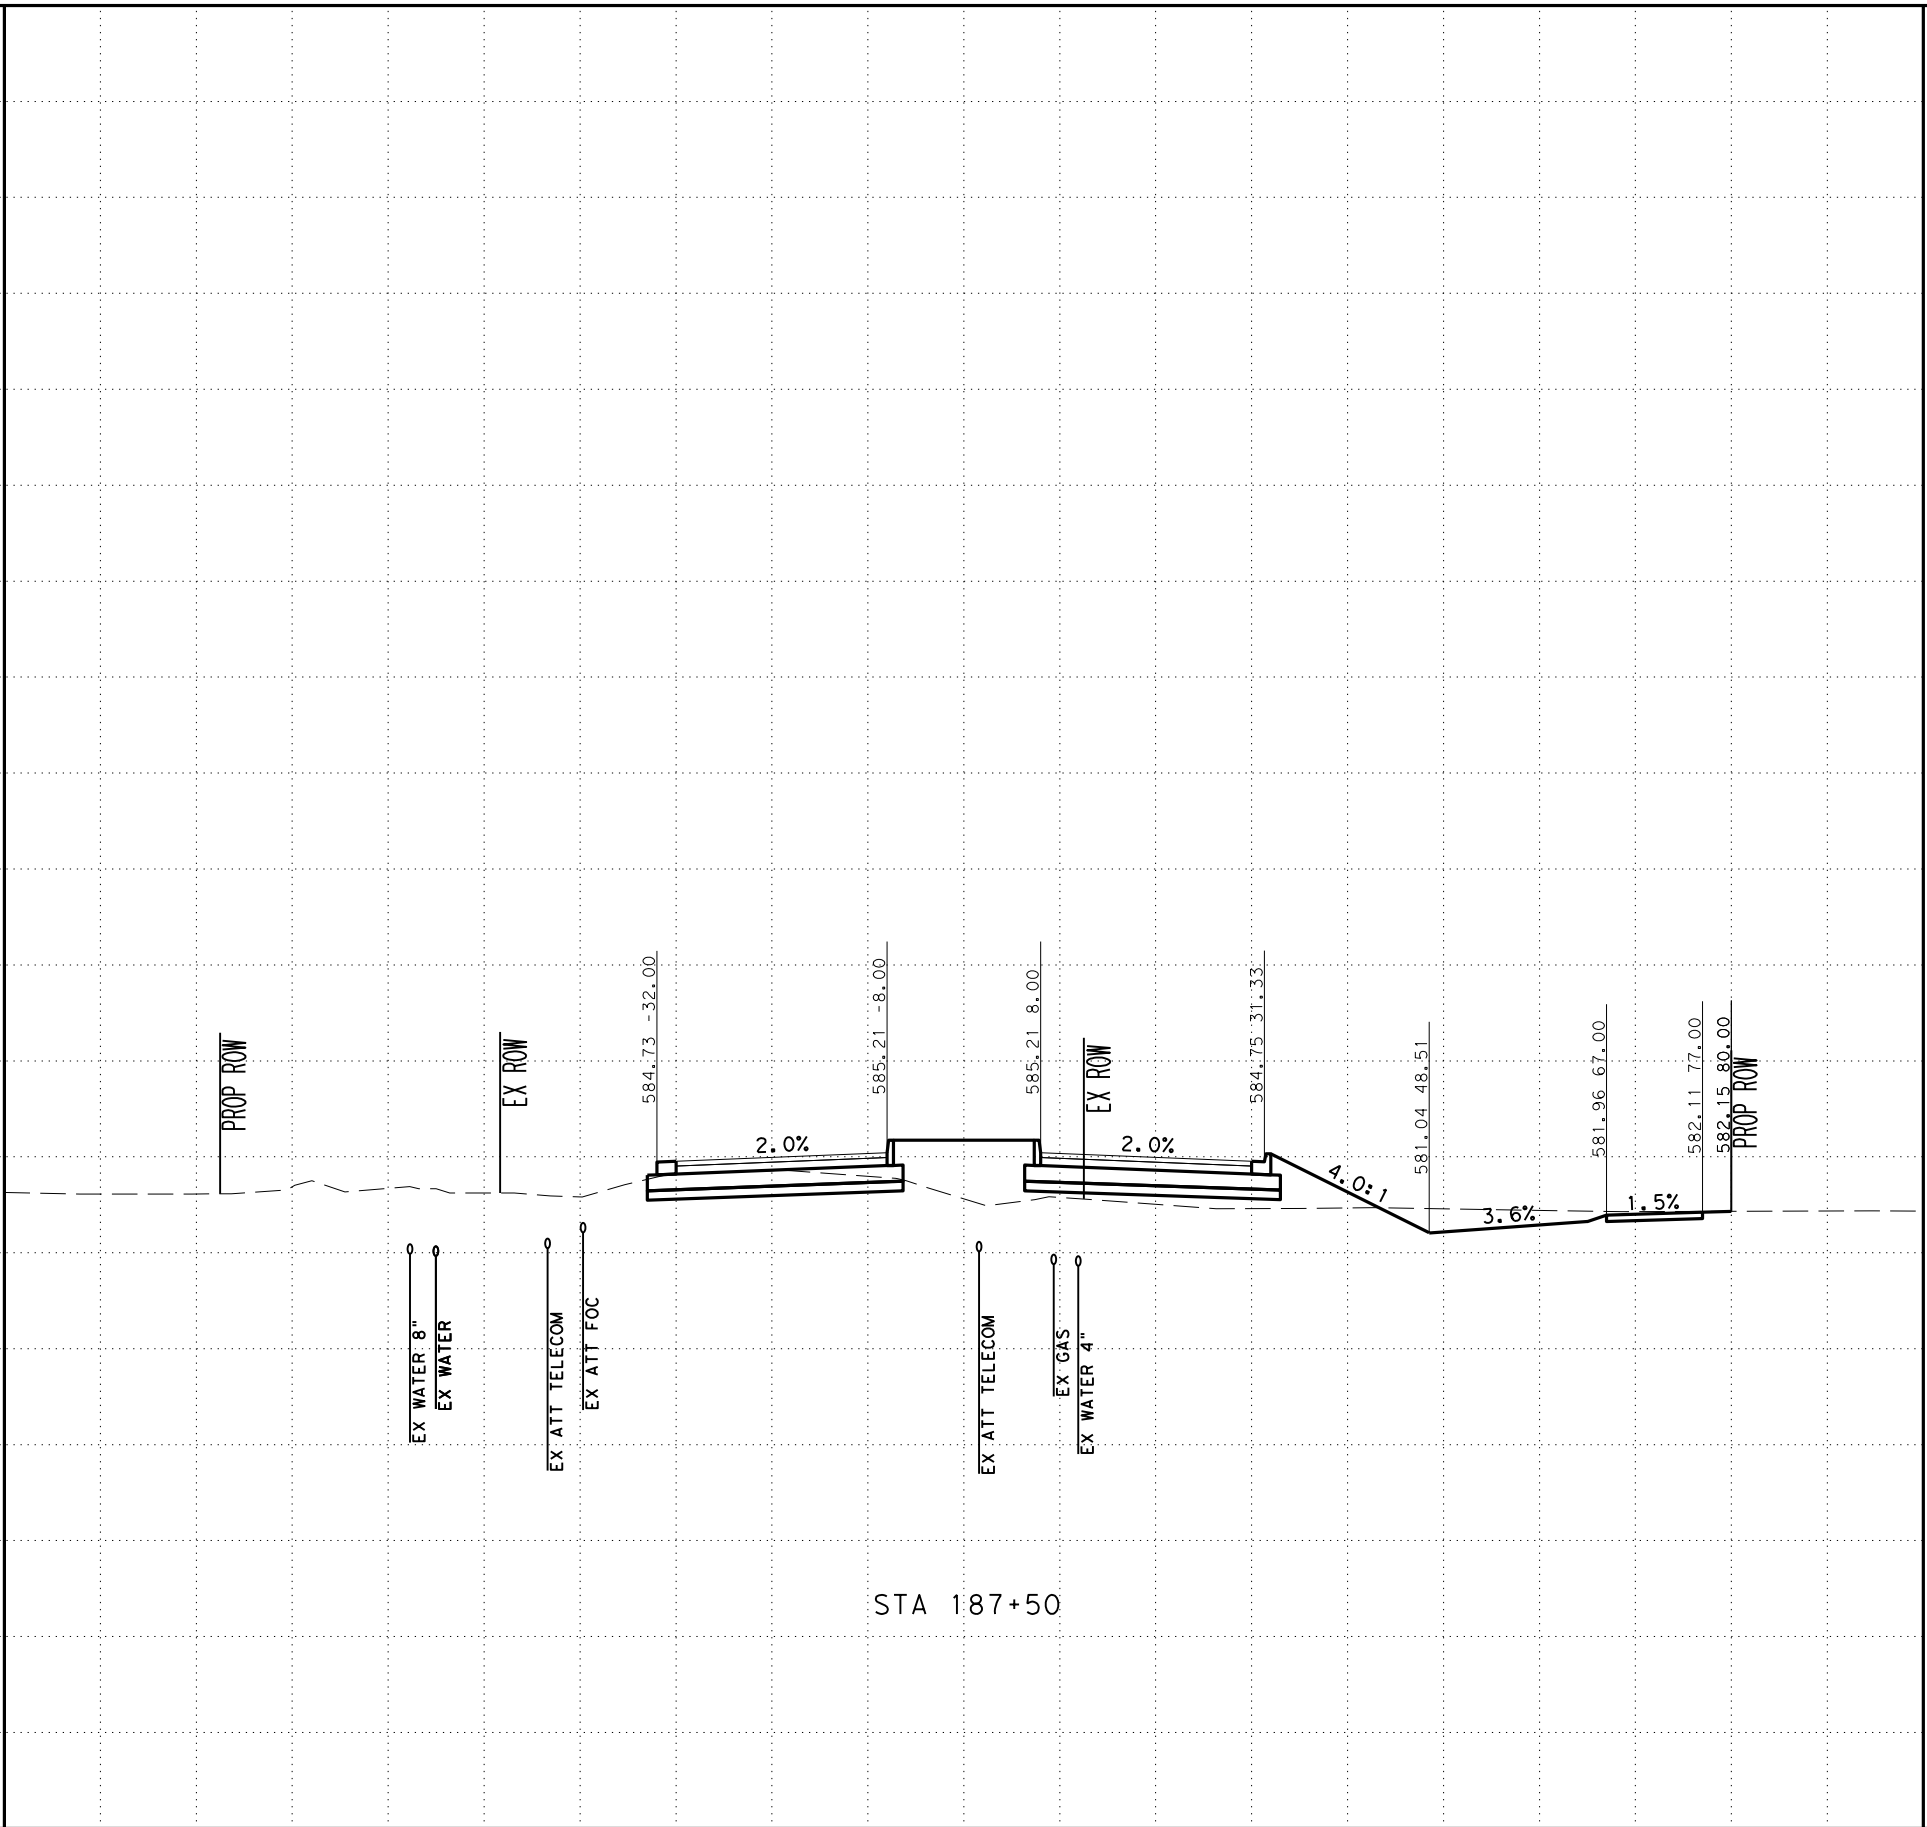 584.73 -32.00
585.21 -8.00
585.21 8.00
584.75 31.33
581.04 48.51
581.96 67.00
582.11 77.00
582.15 80.00
PROP ROW
EX ROW
EX ROW
PROP ROW
2.0%
2.0%
4.0:1
3.6%
1.5%
EX WATER 8"
EX WATER
EX ATT TELECOM
EX ATT FOC
EX ATT TELECOM
EX GAS
EX WATER 4"
STA 187+50